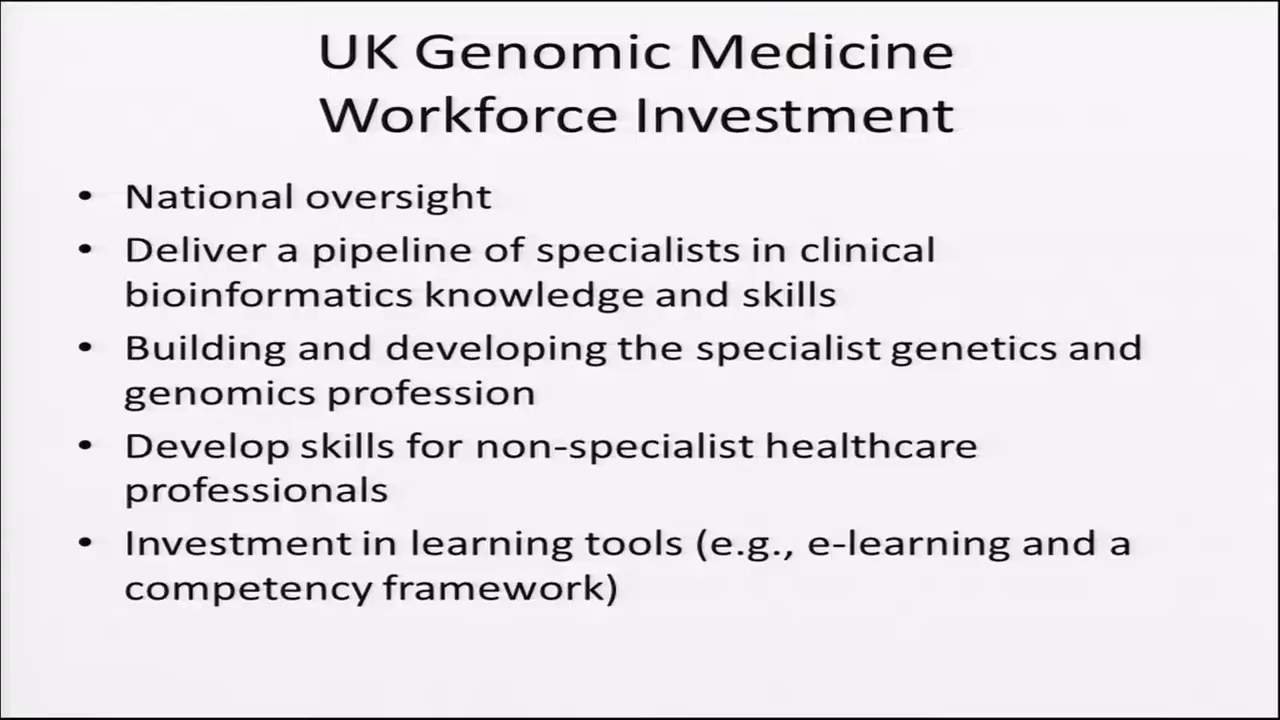 UK Genomic Medicine
Workforce Investment
• National oversight
• Deliver a pipeline of specialists in clinical
bioinformatics knowledge and skills
• Building and developing the specialist genetics and
genomics profession
• Develop skills for non-specialist healthcare
professionals
• Investment in learning tools (e.g., e-learning and a
competency framework)